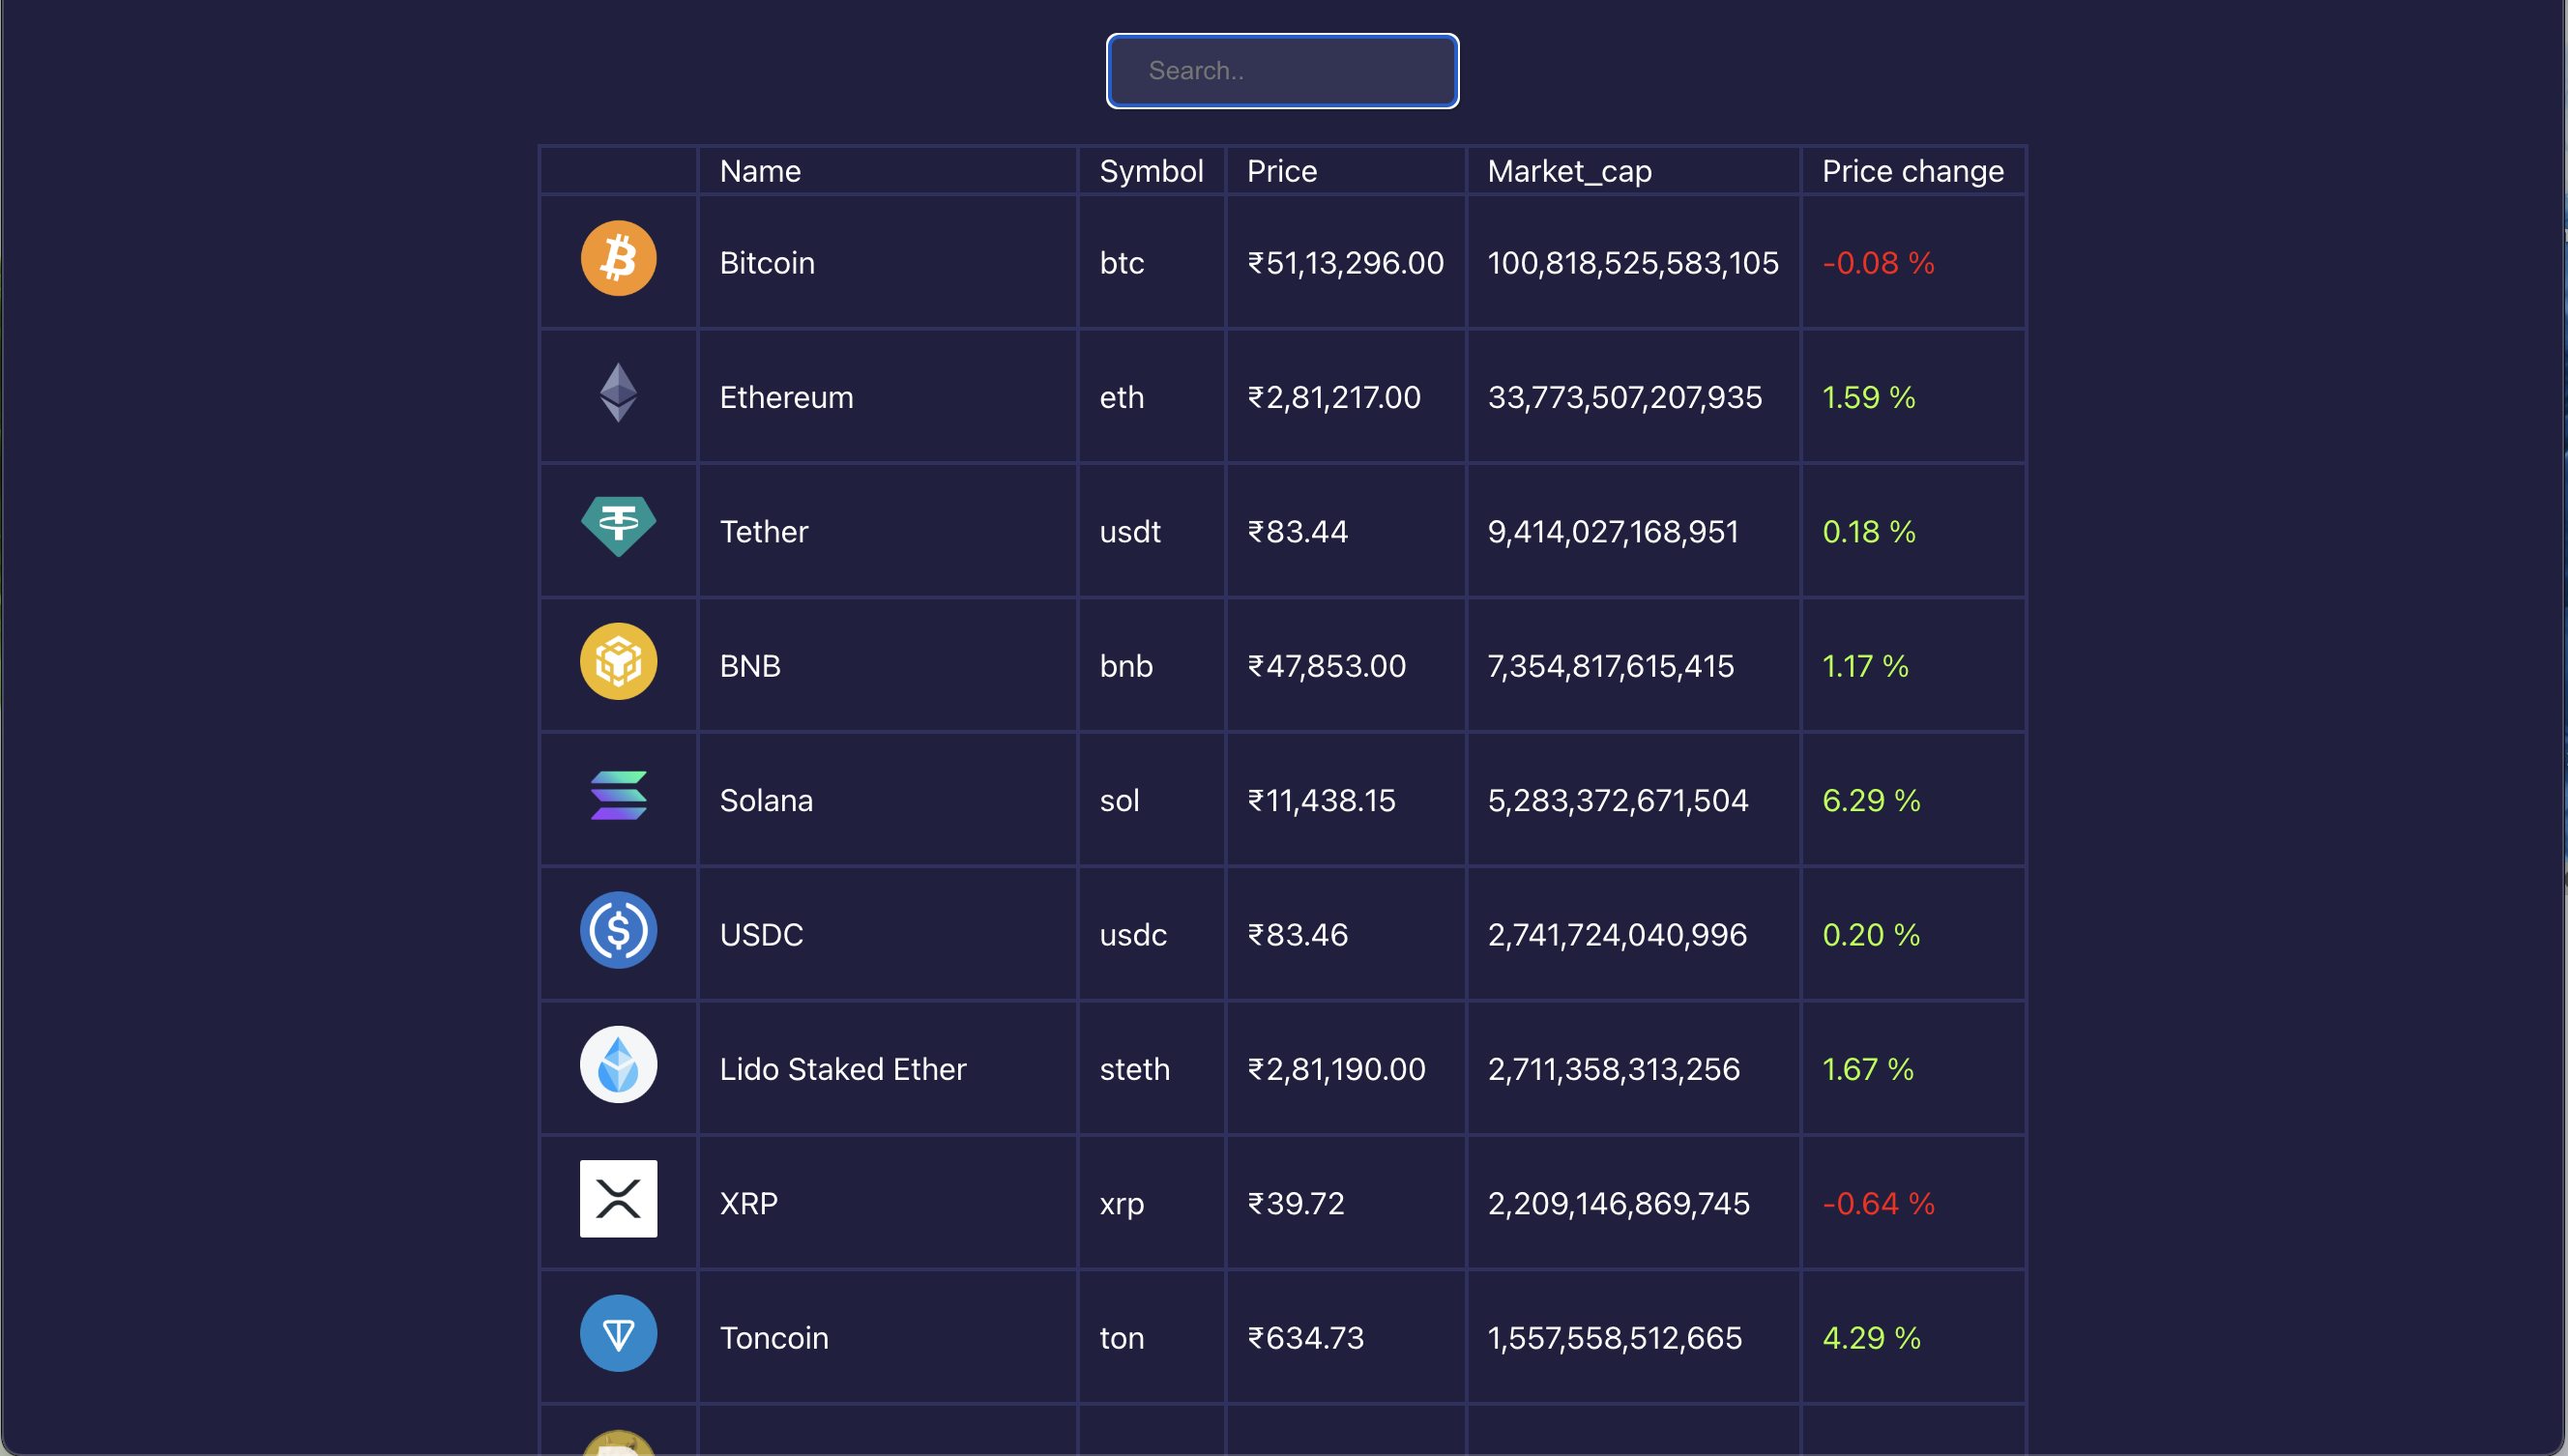 Search..
Name Symbol Price Market_cap Price change
Bitcoin btc ₹51,13,296.00 100,818,525,583,105 -0.08 %
Ethereum eth ₹2,81,217.00 33,773,507,207,935 1.59 %
Tether usdt ₹83.44 9,414,027,168,951 0.18 %
BNB bnb ₹47,853.00 7,354,817,615,415 1.17 %
Solana sol ₹11,438.15 5,283,372,671,504 6.29 %
USDC usdc ₹83.46 2,741,724,040,996 0.20 %
Lido Staked Ether steth ₹2,81,190.00 2,711,358,313,256 1.67 %
XRP xrp ₹39.72 2,209,146,869,745 -0.64 %
Toncoin ton ₹634.73 1,557,558,512,665 4.29 %